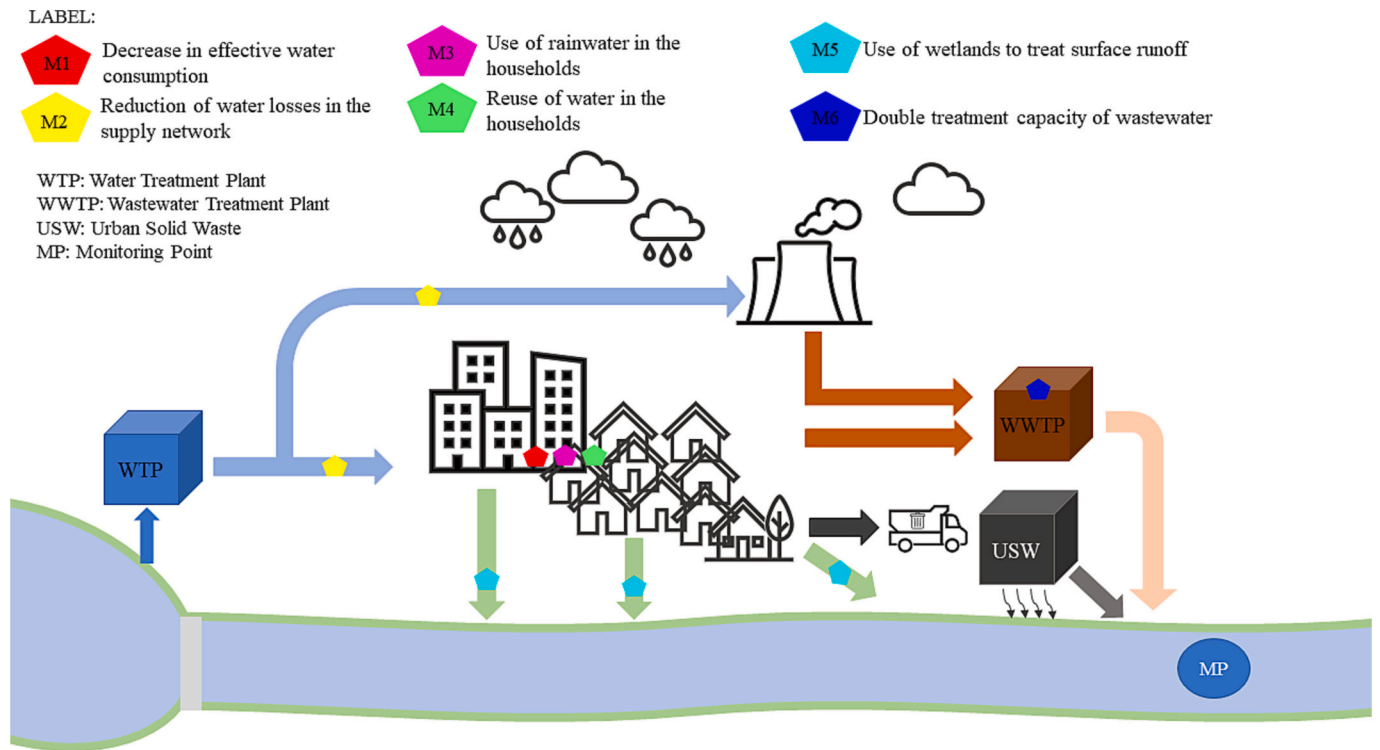 LABEL:
M1
Decrease in effective water
consumption
M2
Reduction of water losses in the
supply network
M3
Use of rainwater in the
households
M4
Reuse of water in the
households
M5
Use of wetlands to treat surface runoff
M6
Double treatment capacity of wastewater
WTP: Water Treatment Plant
WWTP: Wastewater Treatment Plant
USW: Urban Solid Waste
MP: Monitoring Point
WTP
WWTP
USW
MP